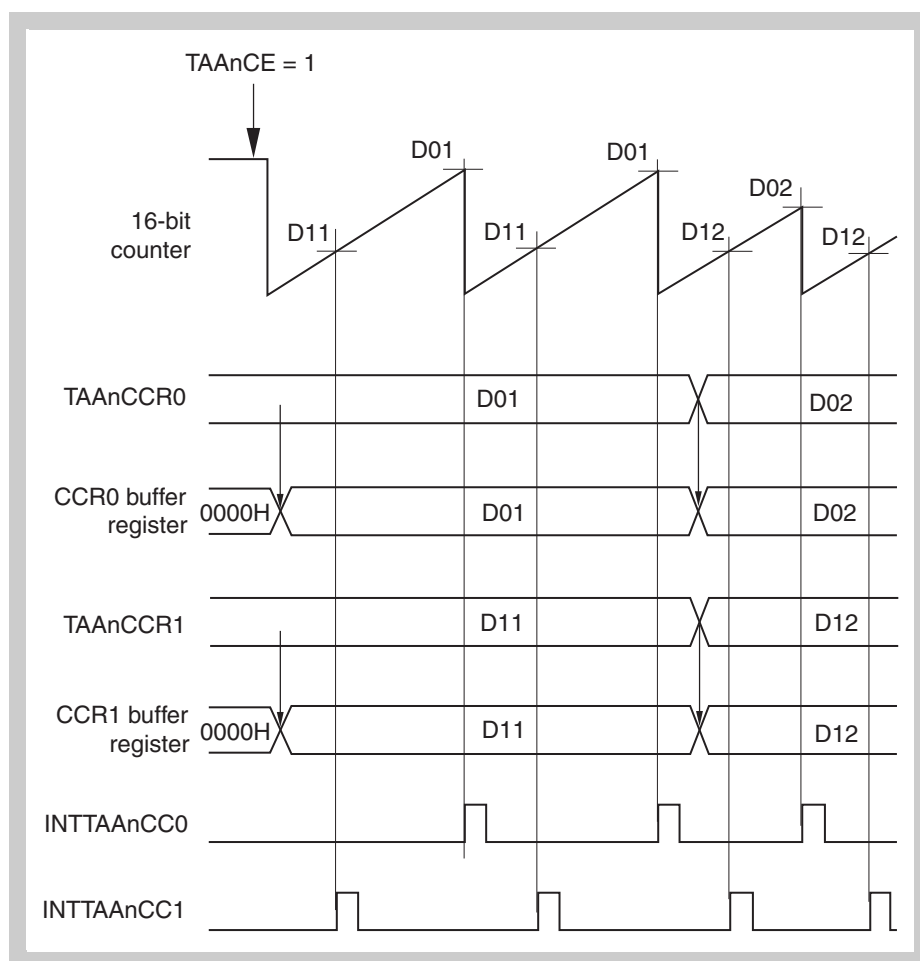 TAAnCE = 1
D01
D01
D02
16-bit
counter
D11
D11
D12
D12
TAAnCCR0
D01
D02
CCR0 buffer
register
0000H
D01
D02
TAAnCCR1
D11
D12
CCR1 buffer
register
0000H
D11
D12
INTTAAnCC0
INTTAAnCC1